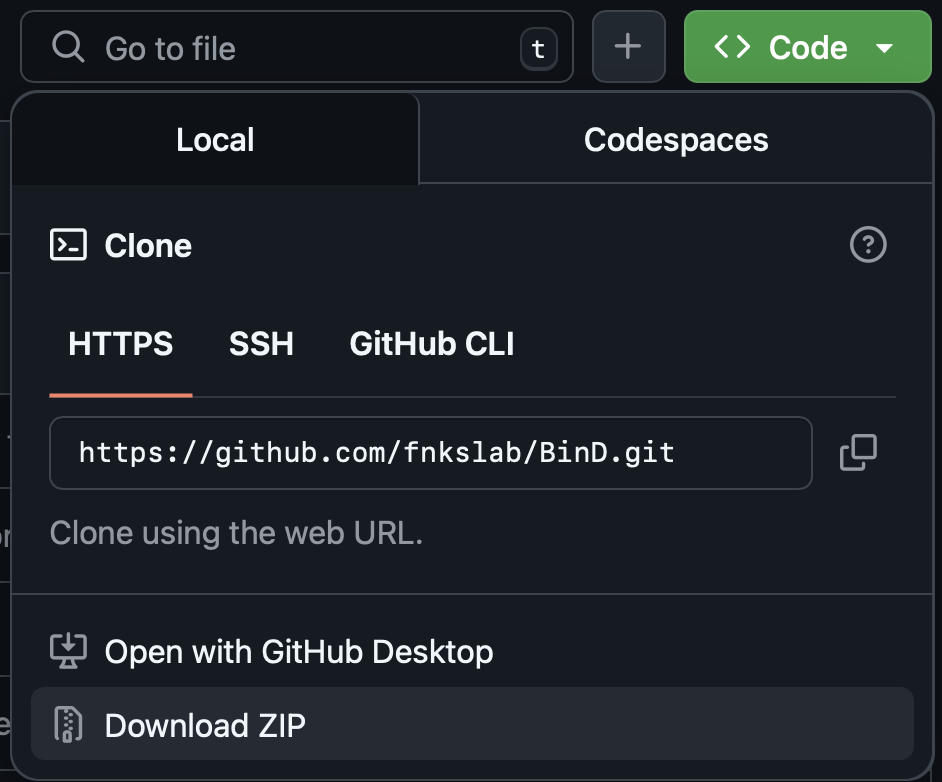 Go to file
t
Code
Local
Codespaces
Clone
HTTPS
SSH
GitHub CLI
https://github.com/fnkslab/BinD.git
Clone using the web URL.
Open with GitHub Desktop
Download ZIP